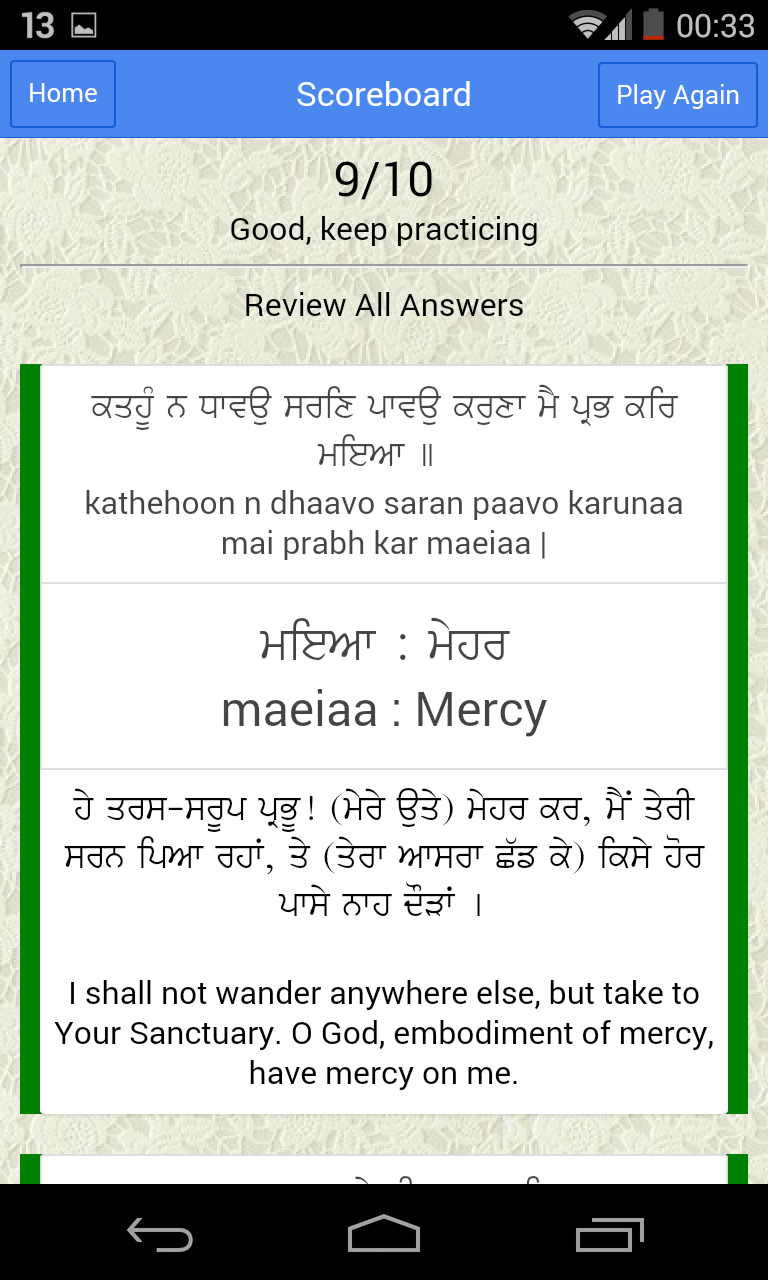 13
00:33
Home
Scoreboard
Play Again
9/10
Good, keep practicing
Review All Answers
ਕਤਹੂੰ ਨ ਧਾਵਉ ਸਰਣਿ ਪਾਵਉ ਕਰੁਣਾ ਮੈ ਪ੍ਰਭ ਕਰਿ
ਮਇਆ ॥
kathehoon n dhaavo saran paavo karunaa
mai prabh kar maeiaa |
ਮਇਆ : ਮੇਹਰ
maeiaa : Mercy
ਹੇ ਤਰਸ-ਸਰੂਪ ਪ੍ਰਭੂ! (ਮੇਰੇ ਉਤੇ) ਮੇਹਰ ਕਰ, ਮੈਂ ਤੇਰੀ
ਸਰਨ ਪਿਆ ਰਹਾਂ, ਤੇ (ਤੇਰਾ ਆਸਰਾ ਛੱਡ ਕੇ) ਕਿਸੇ ਹੋਰ
ਪਾਸੇ ਨਾਹ ਦੌੜਾਂ ।
I shall not wander anywhere else, but take to
Your Sanctuary. O God, embodiment of mercy,
have mercy on me.